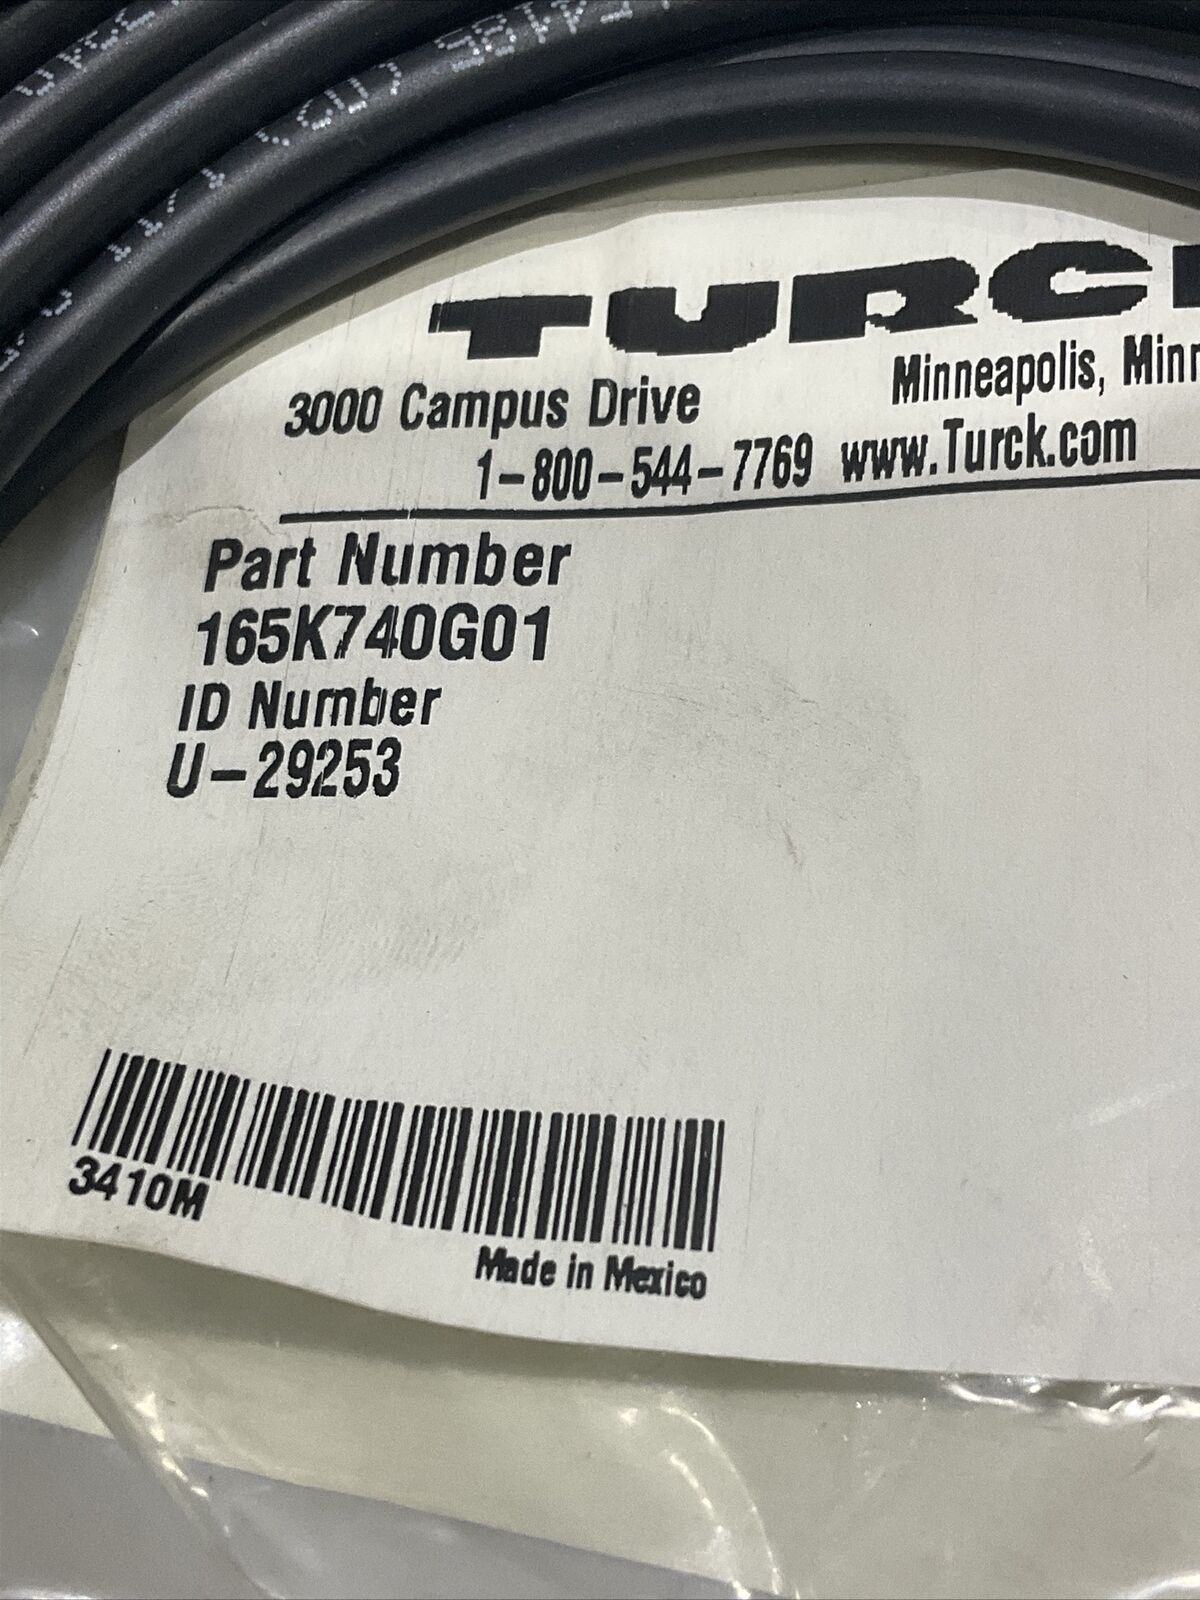 TURC
3000 Campus Drive Minneapolis, Minn
1-800-544-7769 www.Turck.com
Part Number
165K740G01
ID Number
U-29253
3410M
Made in Mexico